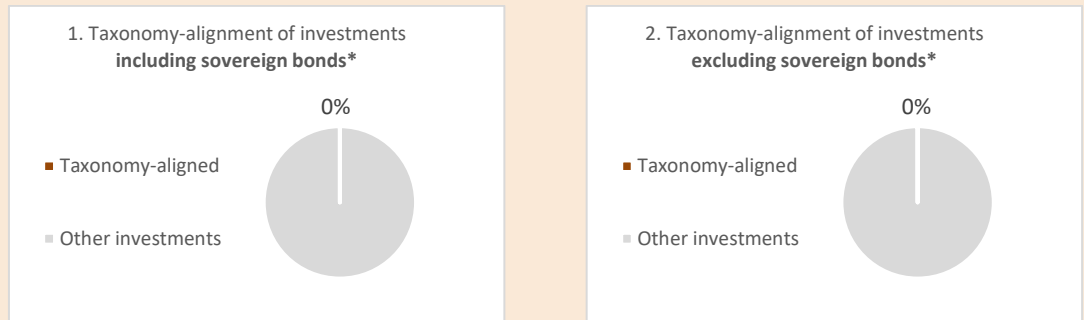 1. Taxonomy-alignment of investments
including sovereign bonds*
0%
Taxonomy-aligned
Other investments
2. Taxonomy-alignment of investments
excluding sovereign bonds*
0%
Taxonomy-aligned
Other investments